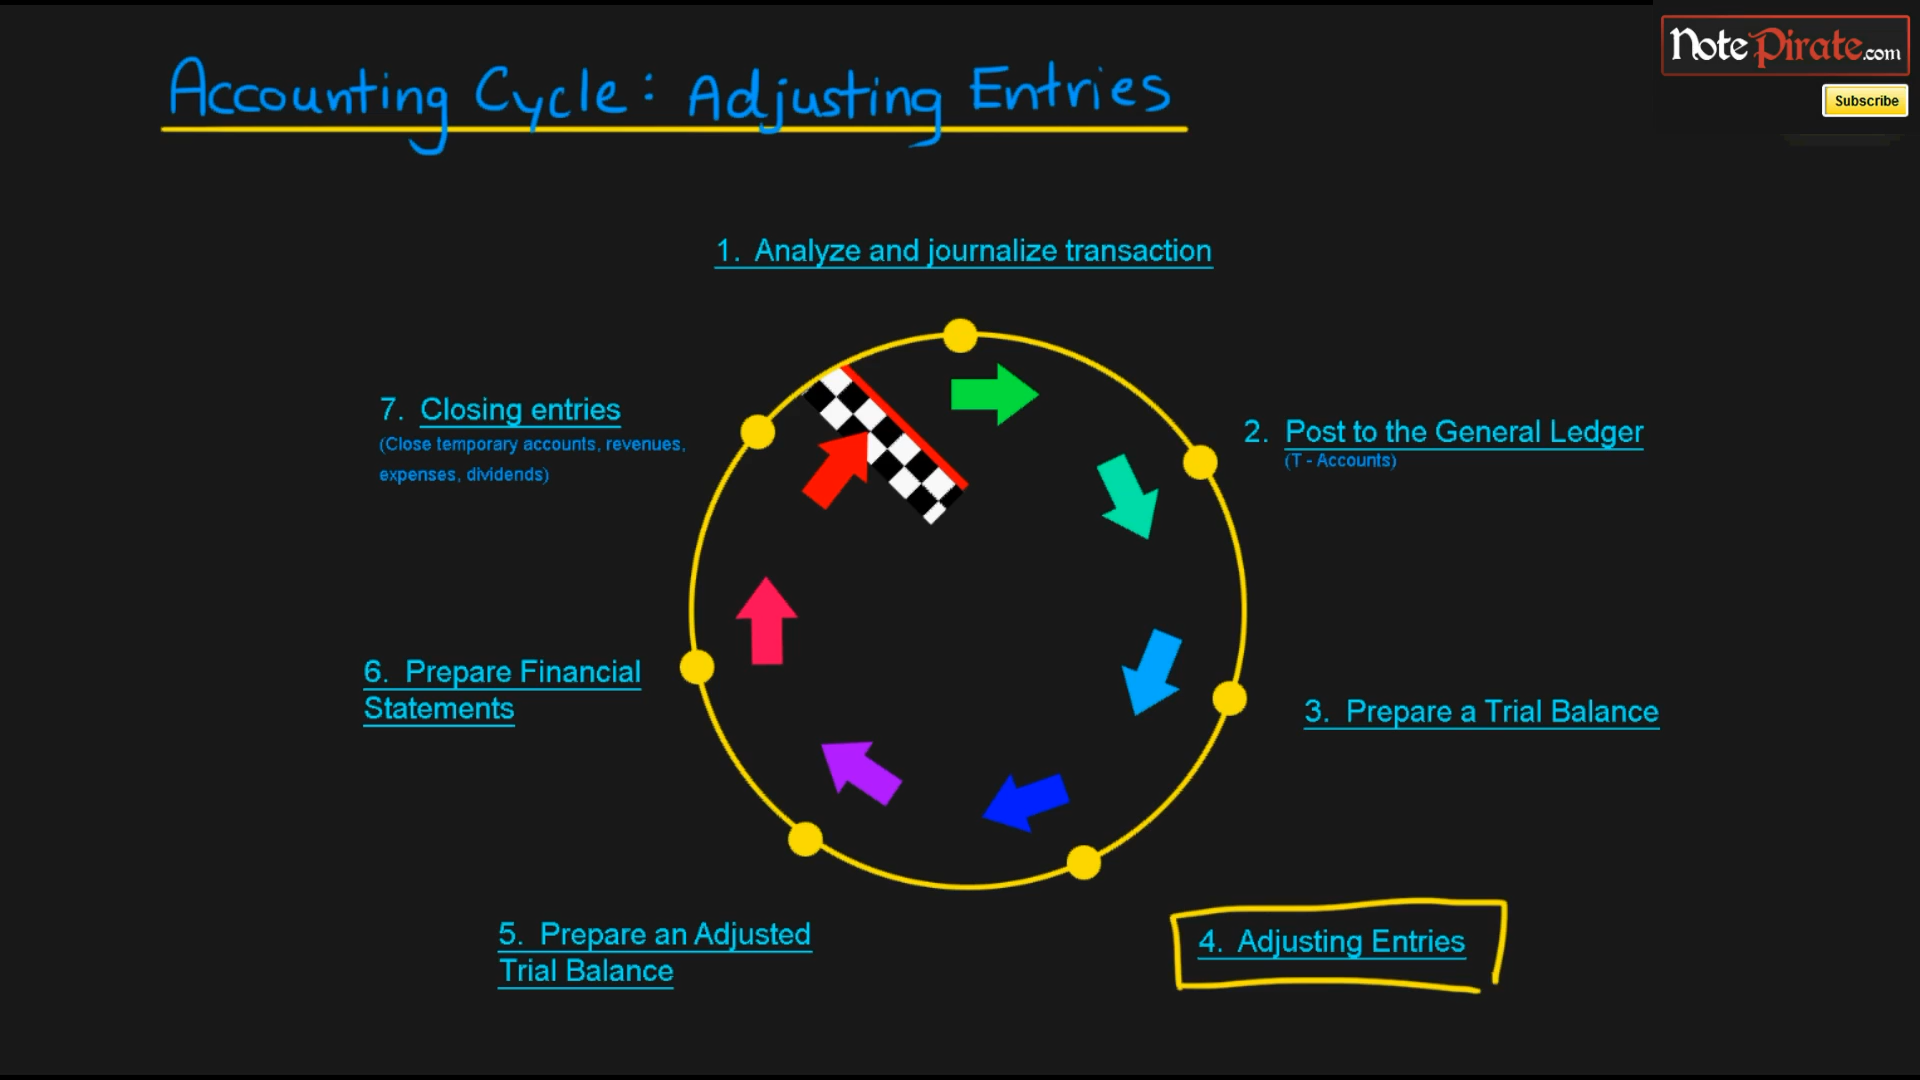 NotePirate.com
Subscribe
Accounting Cycle: Adjusting Entries
1. Analyze and journalize transaction
2. Post to the General Ledger
(T - Accounts)
3. Prepare a Trial Balance
4. Adjusting Entries
5. Prepare an Adjusted
Trial Balance
6. Prepare Financial
Statements
7. Closing entries
(Close temporary accounts, revenues,
expenses, dividends)